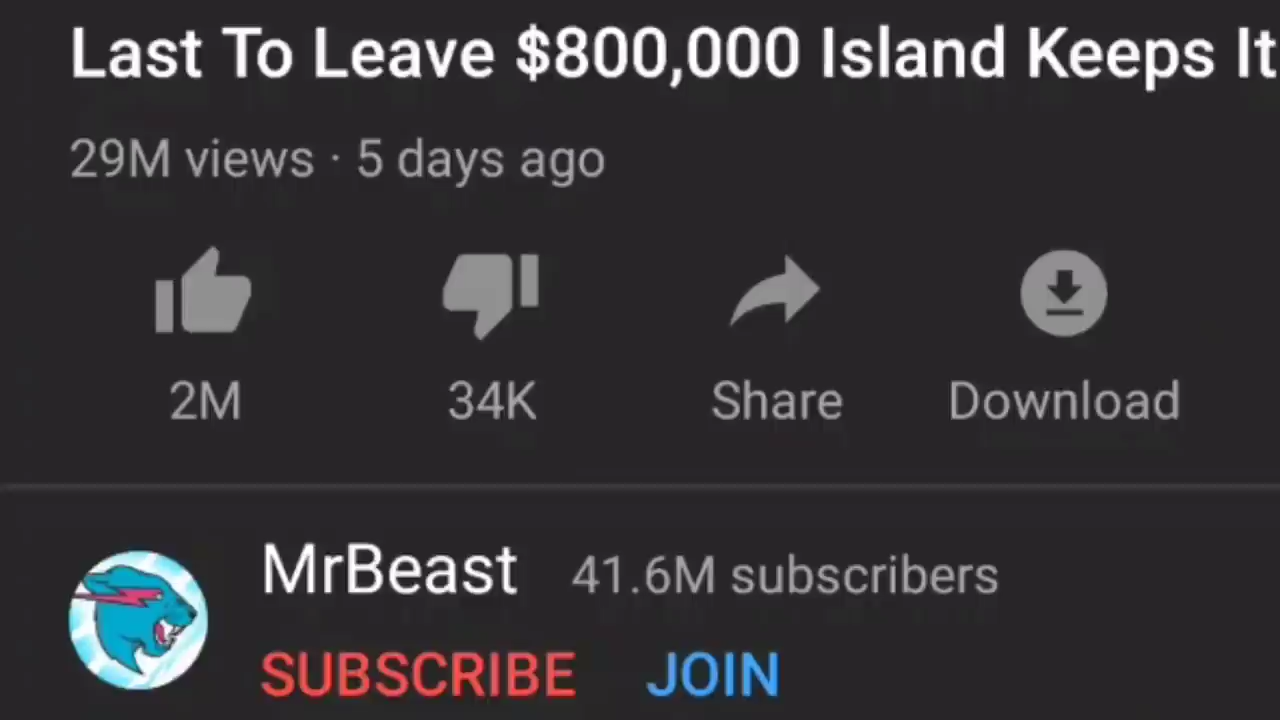 Last To Leave $800,000 Island Keeps It
29M views · 5 days ago
2M 34K Share Download
MrBeast 41.6M subscribers
SUBSCRIBE JOIN